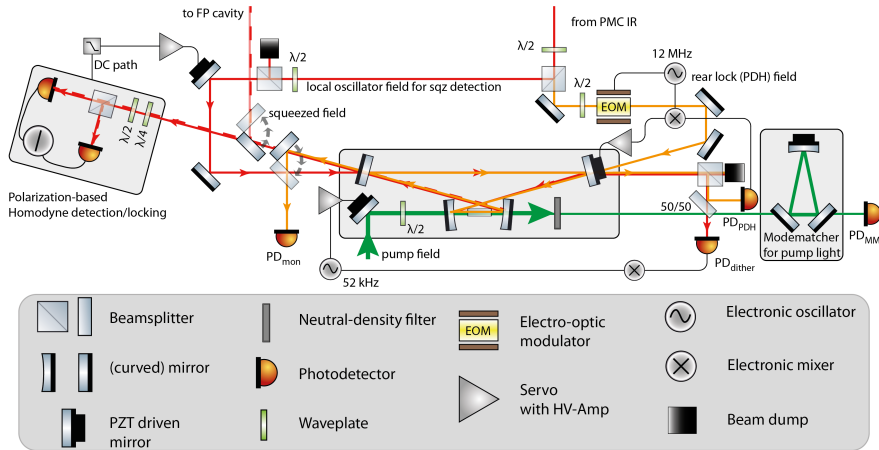 to FP cavity
from PMC IR
λ/2
12 MHz
DC path
λ/2
local oscillator field for sqz detection
λ/2
EOM
rear lock (PDH) field
squeezed field
λ/2
λ/4
Polarization-based
Homodyne detection/locking
50/50
PD_PDH
λ/2
pump field
PD_mon
PD_dither
Modematcher
for pump light
PD_MM
52 kHz
Beamsplitter
Neutral-density filter
EOM
Electro-optic
modulator
Electronic oscillator
(curved) mirror
Photodetector
Electronic mixer
PZT driven
mirror
Waveplate
Servo
with HV-Amp
Beam dump